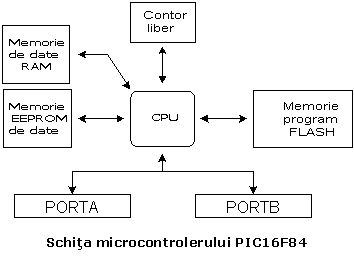 Contor
liber
Memorie
de date
RAM
Memorie
EEPROM
de date
CPU
Memorie
program
FLASH
PORTA
PORTB
Schiţa microcontrolerului PIC16F84